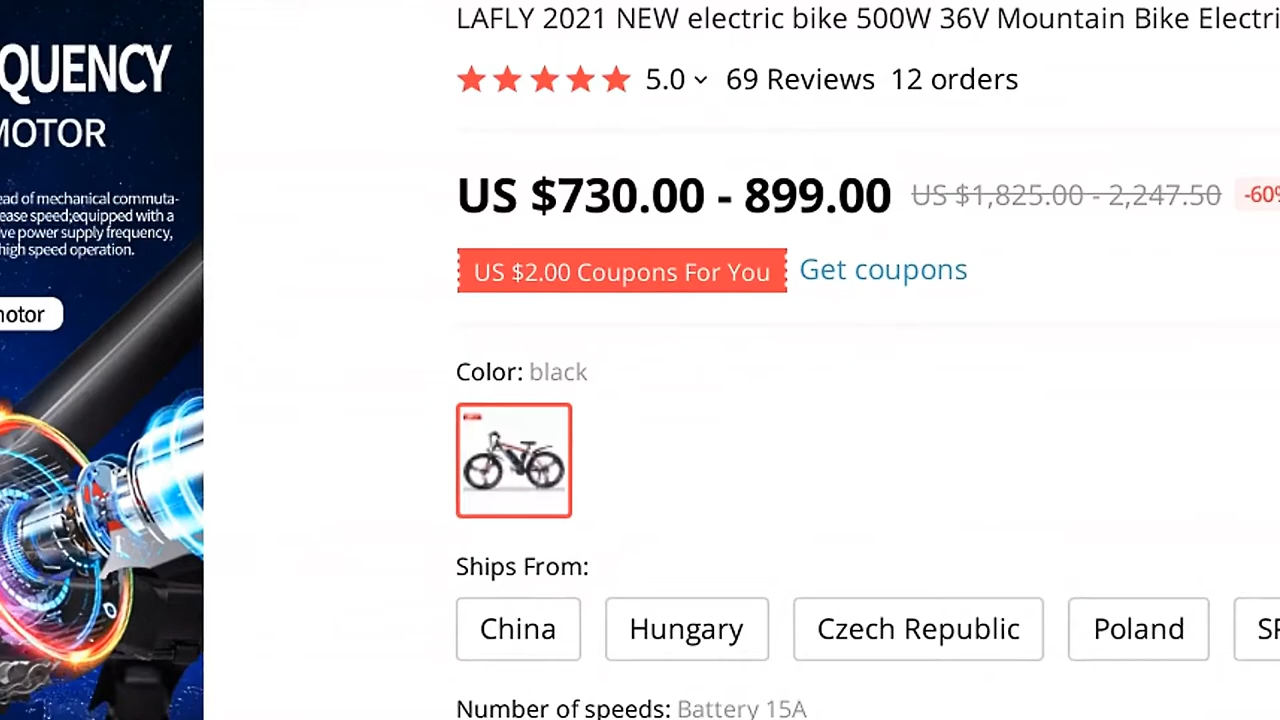 QUENCY
MOTOR
ead of mechanical commuta-
ease speed;equipped with a
ve power supply frequency,
high speed operation.
motor
LAFLY 2021 NEW electric bike 500W 36V Mountain Bike Electri
5.0 69 Reviews 12 orders
US $730.00 - 899.00 US $1,825.00 - 2,247.50 -60%
US $2.00 Coupons For You Get coupons
Color: black
Ships From:
China Hungary Czech Republic Poland SP
Number of speeds: Battery 15A